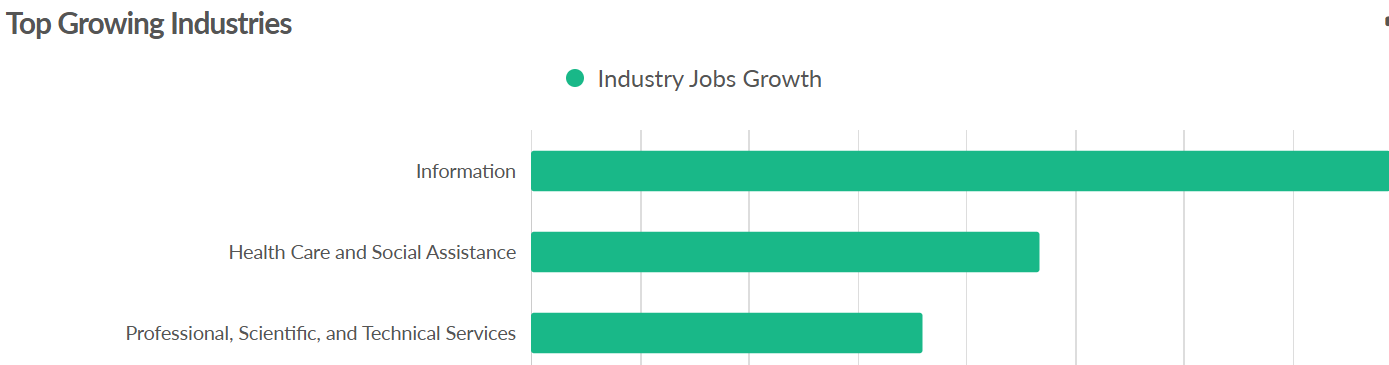 Top Growing Industries
Industry Jobs Growth
Information
Health Care and Social Assistance
Professional, Scientific, and Technical Services